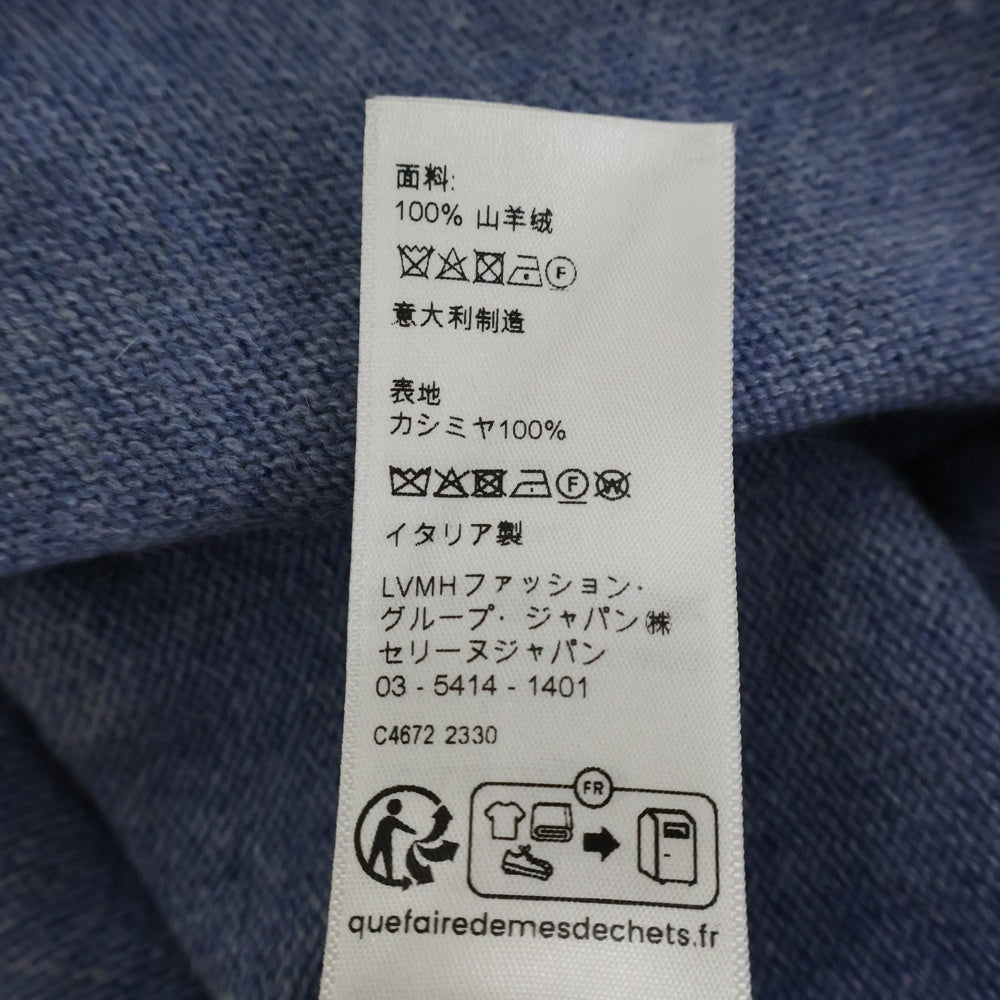 面料:
100% 山羊绒
F
意大利制造
表地
カシミヤ100%
F W
イタリア製
LVMHファッション・
グループ・ジャパン㈱
セリーヌジャパン
03 - 5414 - 1401
C4672 2330
FR
quefairedemesdechets.fr